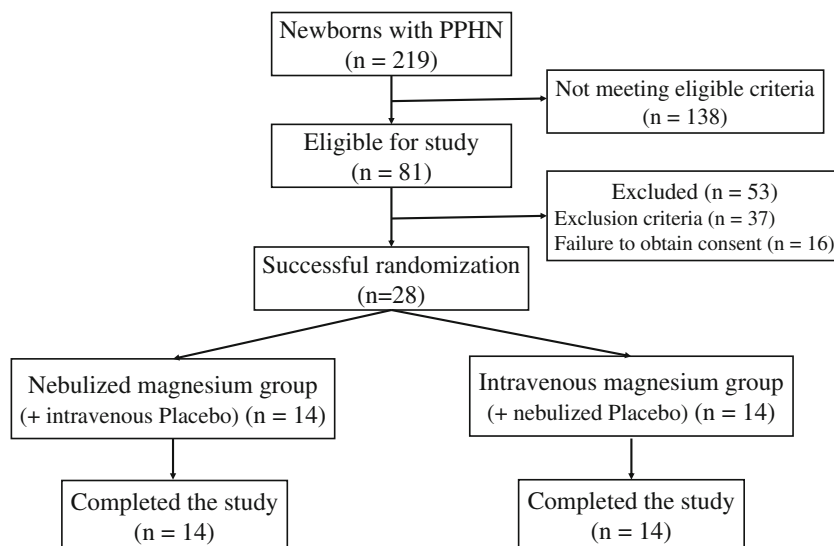 Newborns with PPHN
(n = 219)
Not meeting eligible criteria
(n = 138)
Eligible for study
(n = 81)
Excluded (n = 53)
Exclusion criteria (n = 37)
Failure to obtain consent (n = 16)
Successful randomization
(n=28)
Nebulized magnesium group
(+ intravenous Placebo) (n = 14)
Intravenous magnesium group
(+ nebulized Placebo) (n = 14)
Completed the study
(n = 14)
Completed the study
(n = 14)